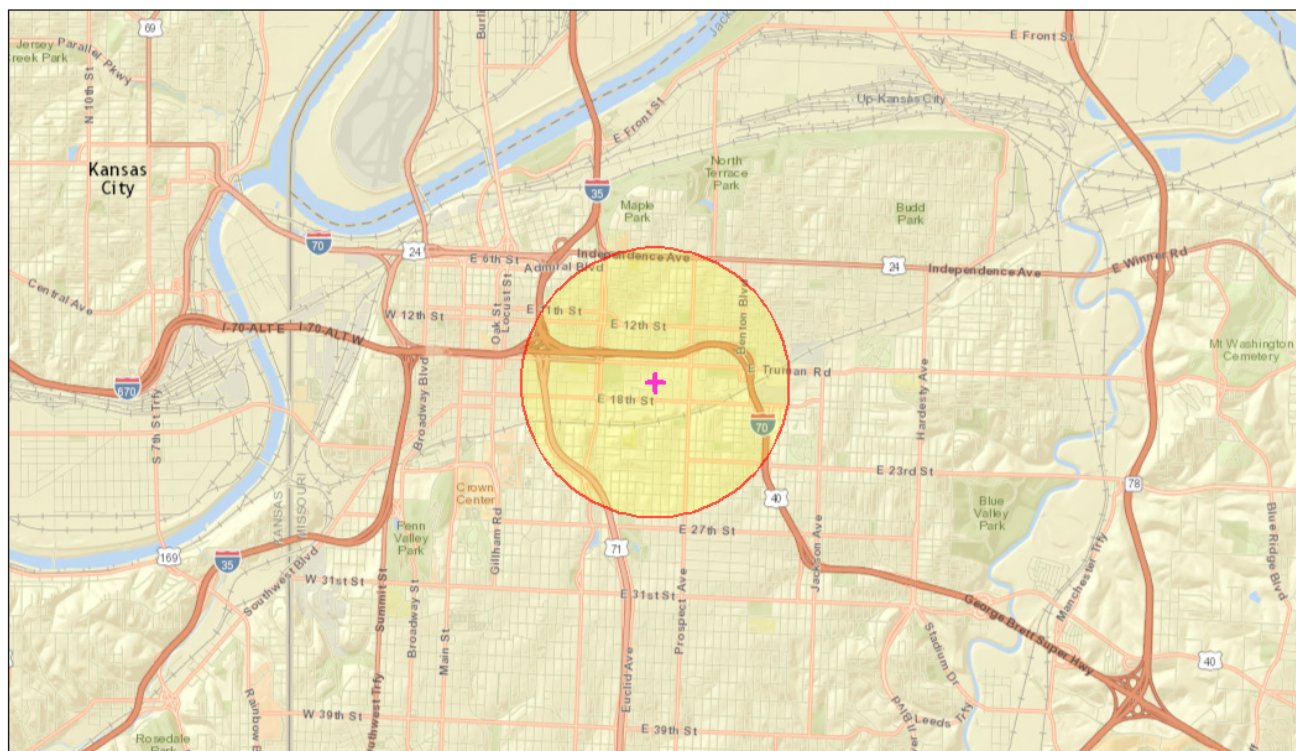 69
Jersey
Creek Park
Parallel Pkwy
N 10th St
Kansas
City
E Front St
Up-Kansas City
E Front St
North
Terrace
Park
35
Maple
Park
Budd
Park
70
24
E 6th St
Admiral Blvd
Independence Ave
24
Independence Ave
E Winner Rd
Central Ave
I-70-ALT E
I-70-ALT W
W 12th St
Oak St
Locust St
E 11th St
E 12th St
Benton Blvd
E Truman Rd
Mt Washington
Cemetery
670
S 7th St Trfy
Broadway Blvd
E 18th St
70
Hardesty Ave
E 23rd St
KANSAS
MISSOURI
Crown
Center
Gillham Rd
Penn
Valley
Park
40
78
Blue
Valley
Park
E 27th St
71
169
35
Southwest Blvd
W 31st St
E 31st St
Jackson Ave
Manchester Trfy
Blue Ridge Blvd
Summit St
Broadway St
Main St
Prospect Ave
Euclid Ave
George Brett Super Hwy
Stadium Dr
40
W 39th St
E 39th St
Leeds Trfy
Rosedale